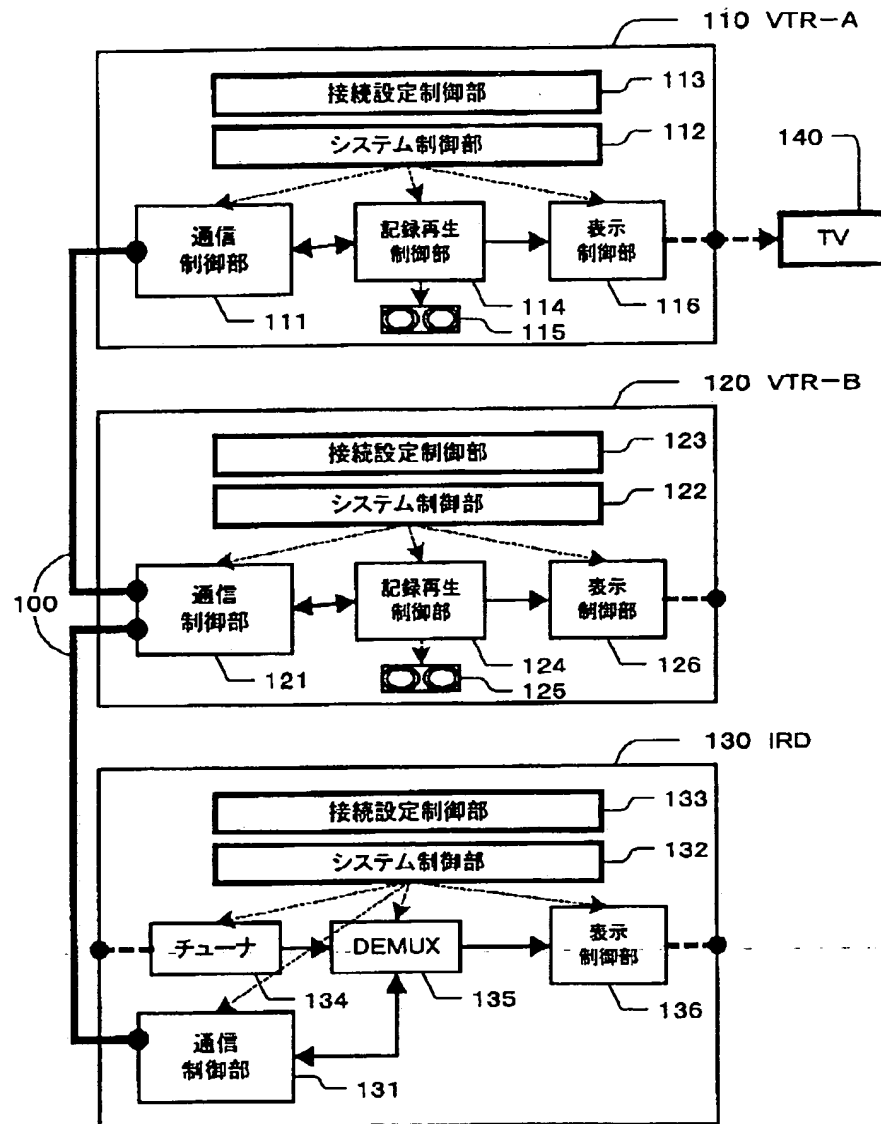 110 VTR-A
接続設定制御部
113
システム制御部
112
140
通信
制御部
記録再生
制御部
表示
制御部
TV
111
114
116
115
120 VTR-B
接続設定制御部
123
システム制御部
122
100
通信
制御部
記録再生
制御部
表示
制御部
121
124
126
125
130 IRD
接続設定制御部
133
システム制御部
132
チューナ
DEMUX
表示
制御部
134
135
136
通信
制御部
131